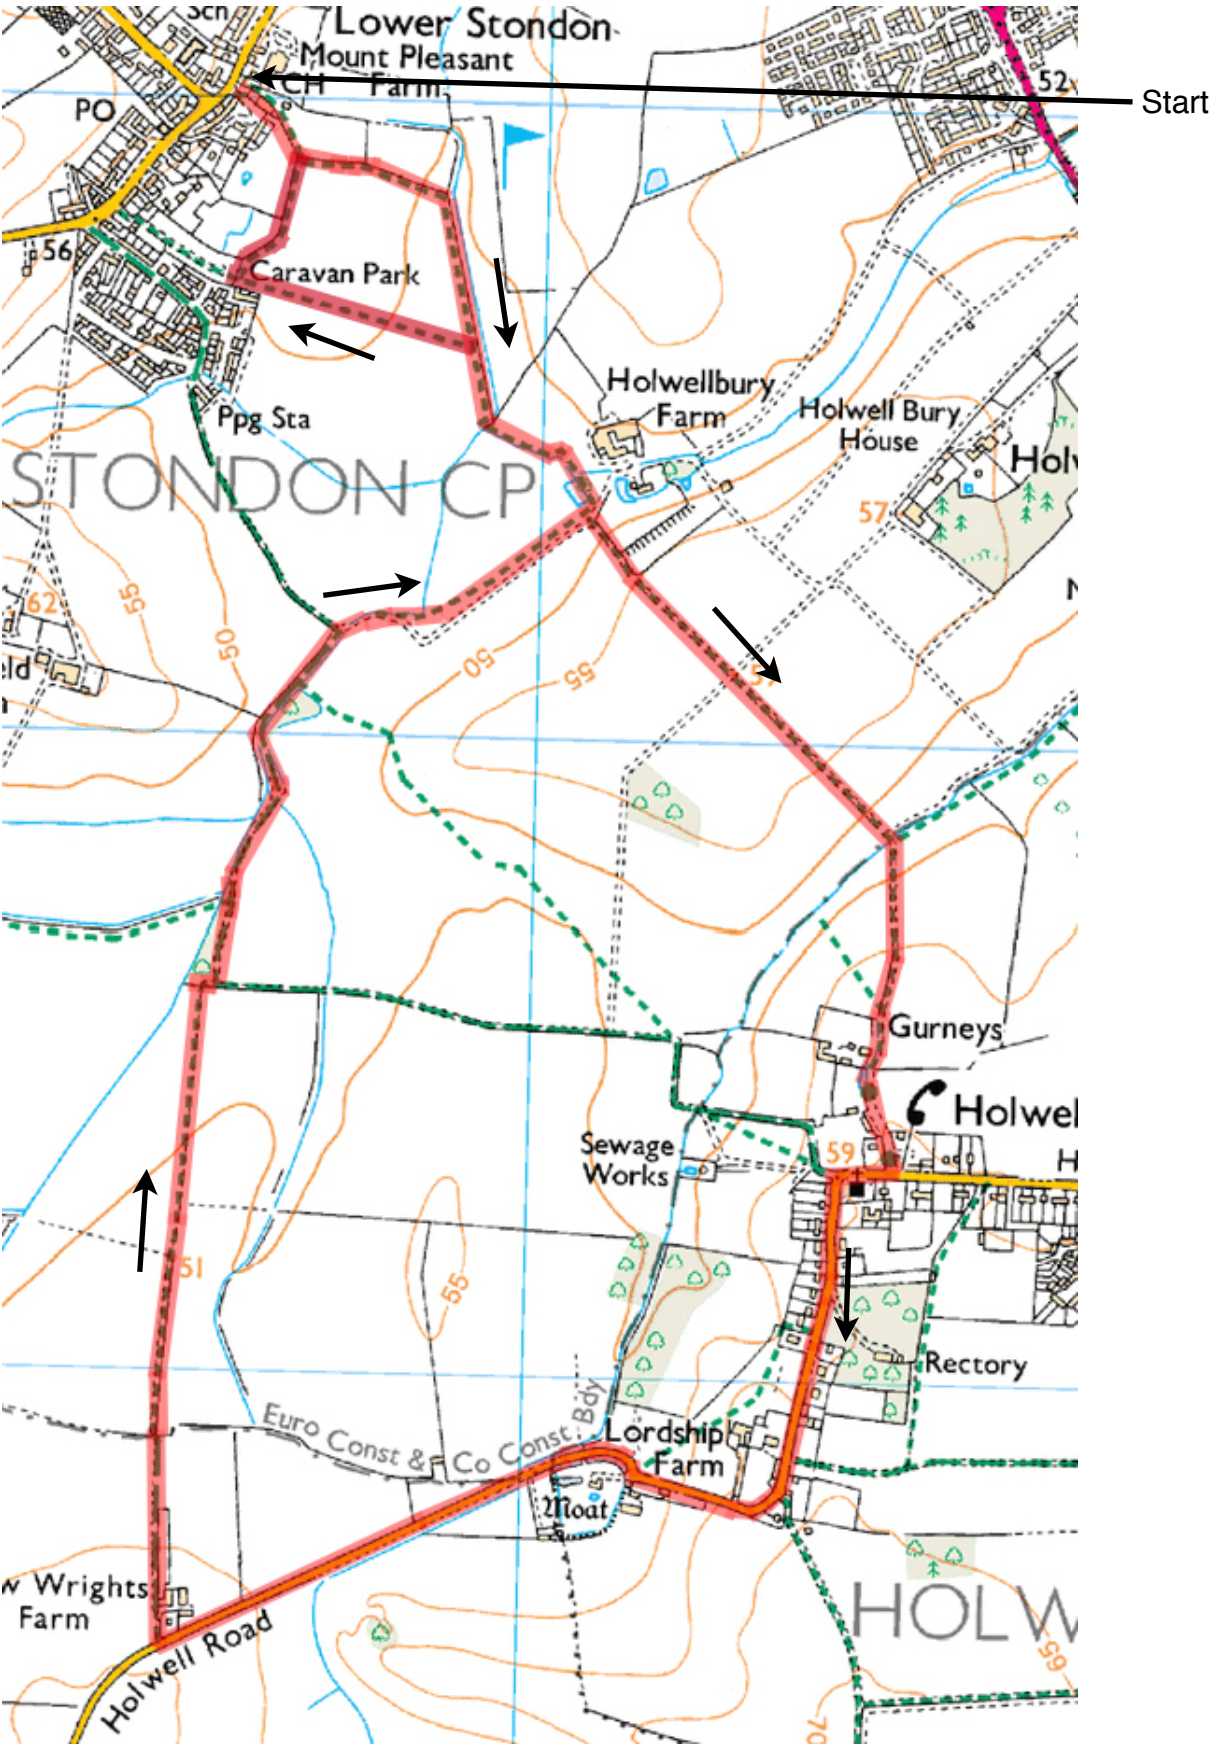 Sch
Lower Stondon
Mount Pleasant
CH Farm
52
Start
PO
56
Caravan Park
Holwellbury
Farm
Holwell Bury
House
Ppg Sta
Hol
STONDON CP
57
55
62
50
50
55
ld
Gurneys
Holwel
59
H
Sewage
Works
51
55
Rectory
Euro Const & Co Const Bdy
Lordship
Farm
Moat
w Wrights
Farm
HOLW
Holwell Road
65
70